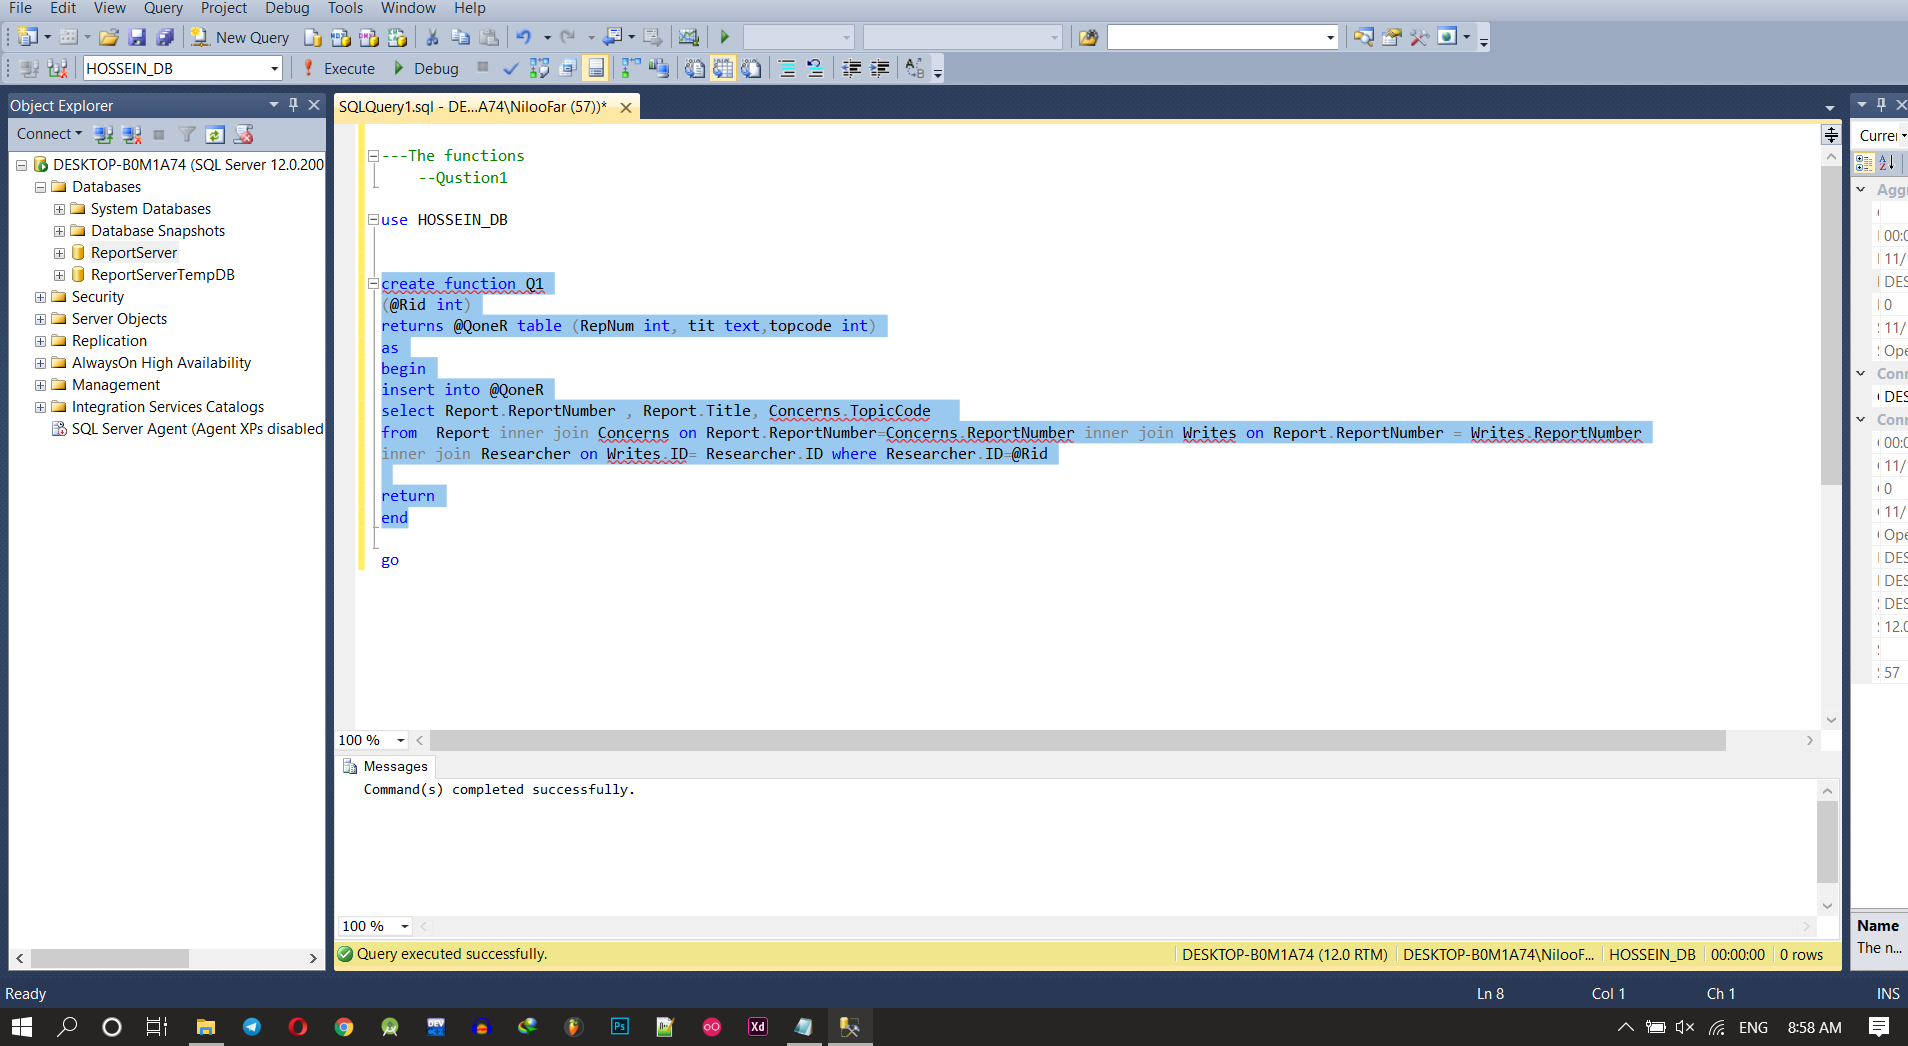 File Edit View Query Project Debug Tools Window Help
New Query
HOSSEIN_DB Execute Debug
Object Explorer
Connect
DESKTOP-B0M1A74 (SQL Server 12.0.200
Databases
System Databases
Database Snapshots
ReportServer
ReportServerTempDB
Security
Server Objects
Replication
AlwaysOn High Availability
Management
Integration Services Catalogs
SQL Server Agent (Agent XPs disabled
SQLQuery1.sql - DE...A74\NilooFar (57))*
---The functions
--Qustion1
use HOSSEIN_DB
create function Q1
(@Rid int)
returns @QoneR table (RepNum int, tit text,topcode int)
as
begin
insert into @QoneR
select Report.ReportNumber , Report.Title, Concerns.TopicCode
from  Report inner join Concerns on Report.ReportNumber=Concerns.ReportNumber inner join Writes on Report.ReportNumber = Writes.ReportNumber
inner join Researcher on Writes.ID= Researcher.ID where Researcher.ID=@Rid
return
end
go
100 %
Messages
Command(s) completed successfully.
100 %
Query executed successfully. DESKTOP-B0M1A74 (12.0 RTM) DESKTOP-B0M1A74\NilooF... HOSSEIN_DB 00:00:00 0 rows
Curre
Agg
00:0
11/
DES
0
11/
Ope
Conn
DES
Conn
00:0
11/
0
11/
Ope
DES
DES
DES
12.0
57
Name
The n...
Ready Ln 8 Col 1 Ch 1 INS
DEV Ps Xd ENG 8:58 AM